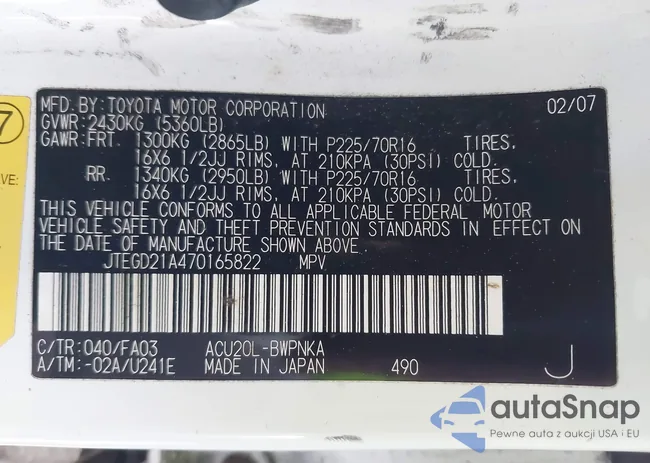 MFD.BY:TOYOTA MOTOR CORPORATION 02/07
GVWR:2430KG (5360LB)
GAWR:FRT. 1300KG (2865LB) WITH P225/70R16 TIRES,
16X6 1/2JJ RIMS, AT 210KPA (30PSI) COLD.
RR. 1340KG (2950LB) WITH P225/70R16 TIRES,
16X6 1/2JJ RIMS, AT 210KPA (30PSI) COLD.
THIS VEHICLE CONFORMS TO ALL APPLICABLE FEDERAL MOTOR
VEHICLE SAFETY AND THEFT PREVENTION STANDARDS IN EFFECT ON
THE DATE OF MANUFACTURE SHOWN ABOVE.
JTEGD21A470165822 MPV
C/TR:040/FA03 ACU20L-BWPNKA
A/TM:-02A/U241E MADE IN JAPAN 490 J
7
VE:
autaSnap
Pewne auta z aukcji USA i EU